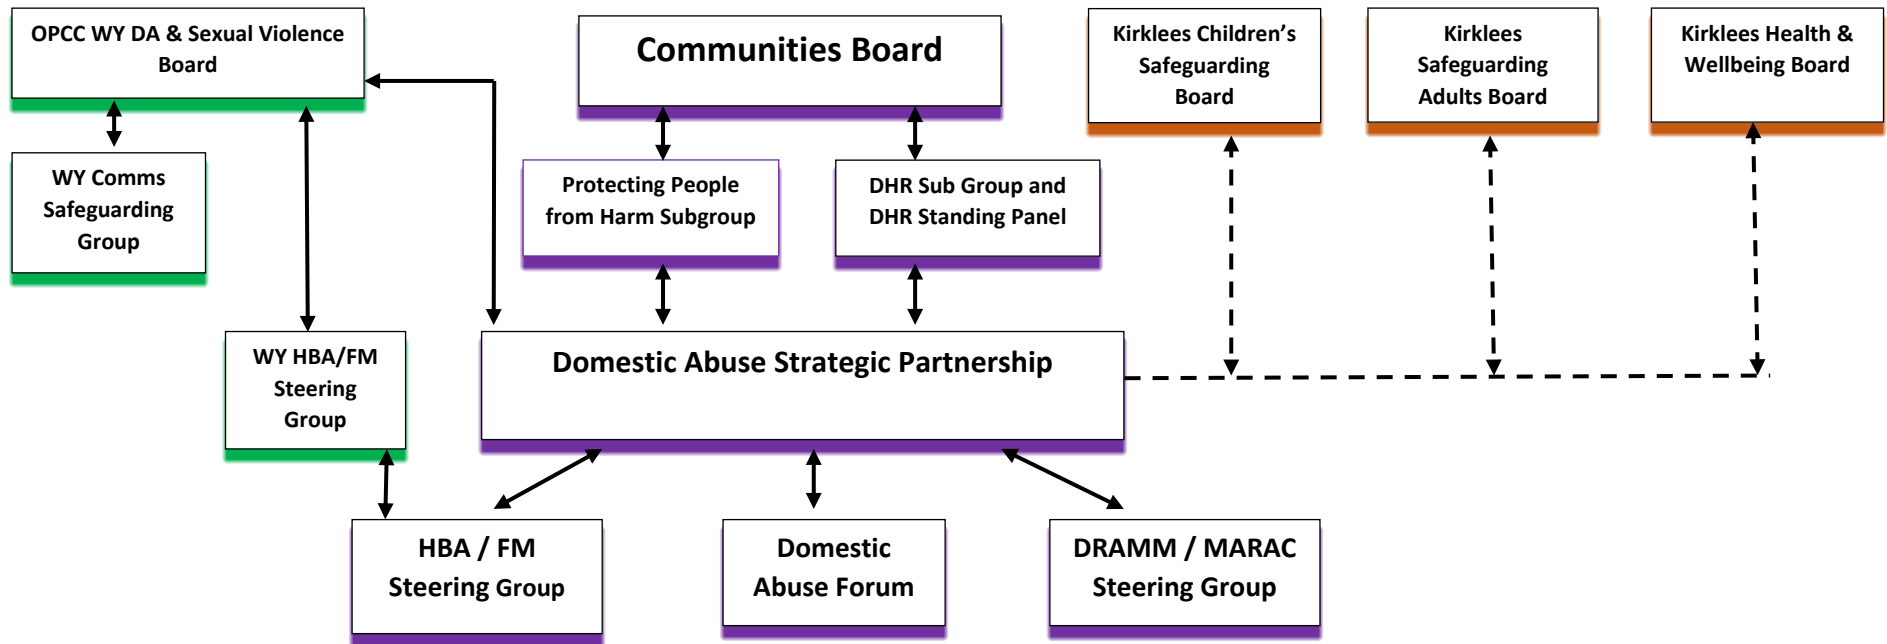 OPCC WY DA & Sexual Violence
Board
Communities Board
Kirklees Children’s
Safeguarding
Board
Kirklees
Safeguarding
Adults Board
Kirklees Health &
Wellbeing Board
WY Comms
Safeguarding
Group
Protecting People
from Harm Subgroup
DHR Sub Group and
DHR Standing Panel
WY HBA/FM
Steering
Group
Domestic Abuse Strategic Partnership
HBA / FM
Steering Group
Domestic
Abuse Forum
DRAMM / MARAC
Steering Group